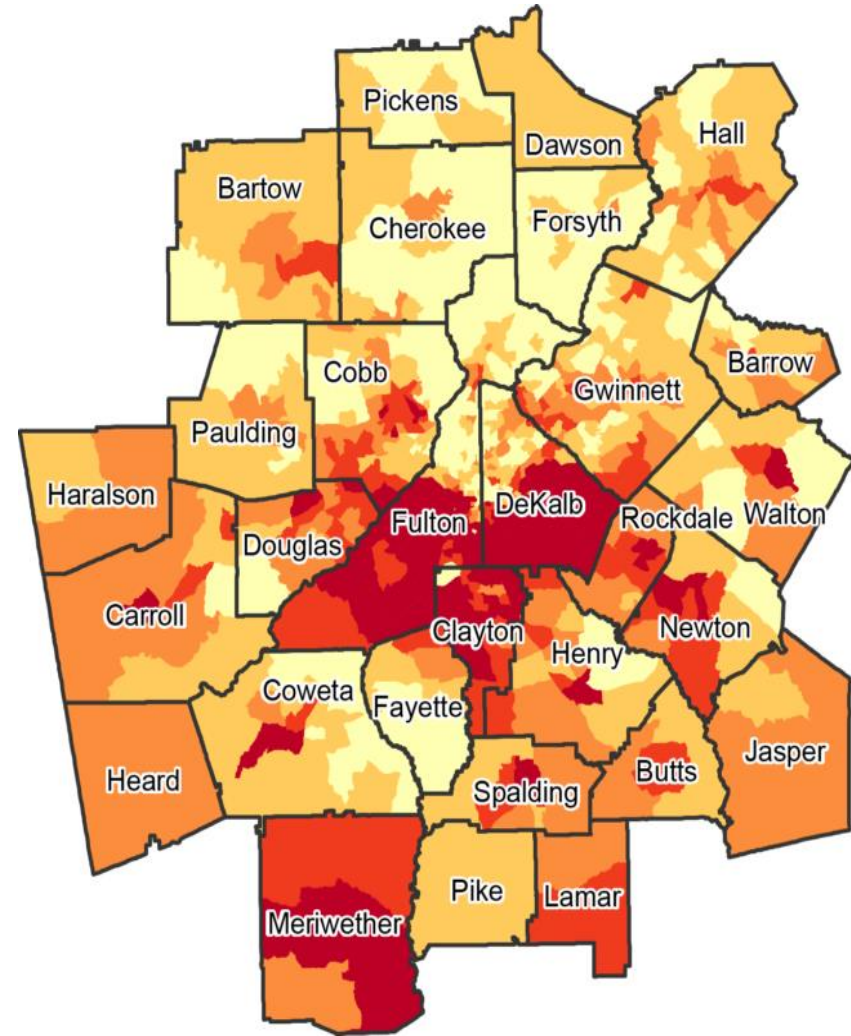 Pickens
Dawson
Hall
Bartow
Cherokee
Forsyth
Cobb
Gwinnett
Barrow
Paulding
Haralson
Douglas
Fulton
DeKalb
Rockdale
Walton
Carroll
Clayton
Newton
Henry
Coweta
Fayette
Heard
Spalding
Butts
Jasper
Meriwether
Pike
Lamar